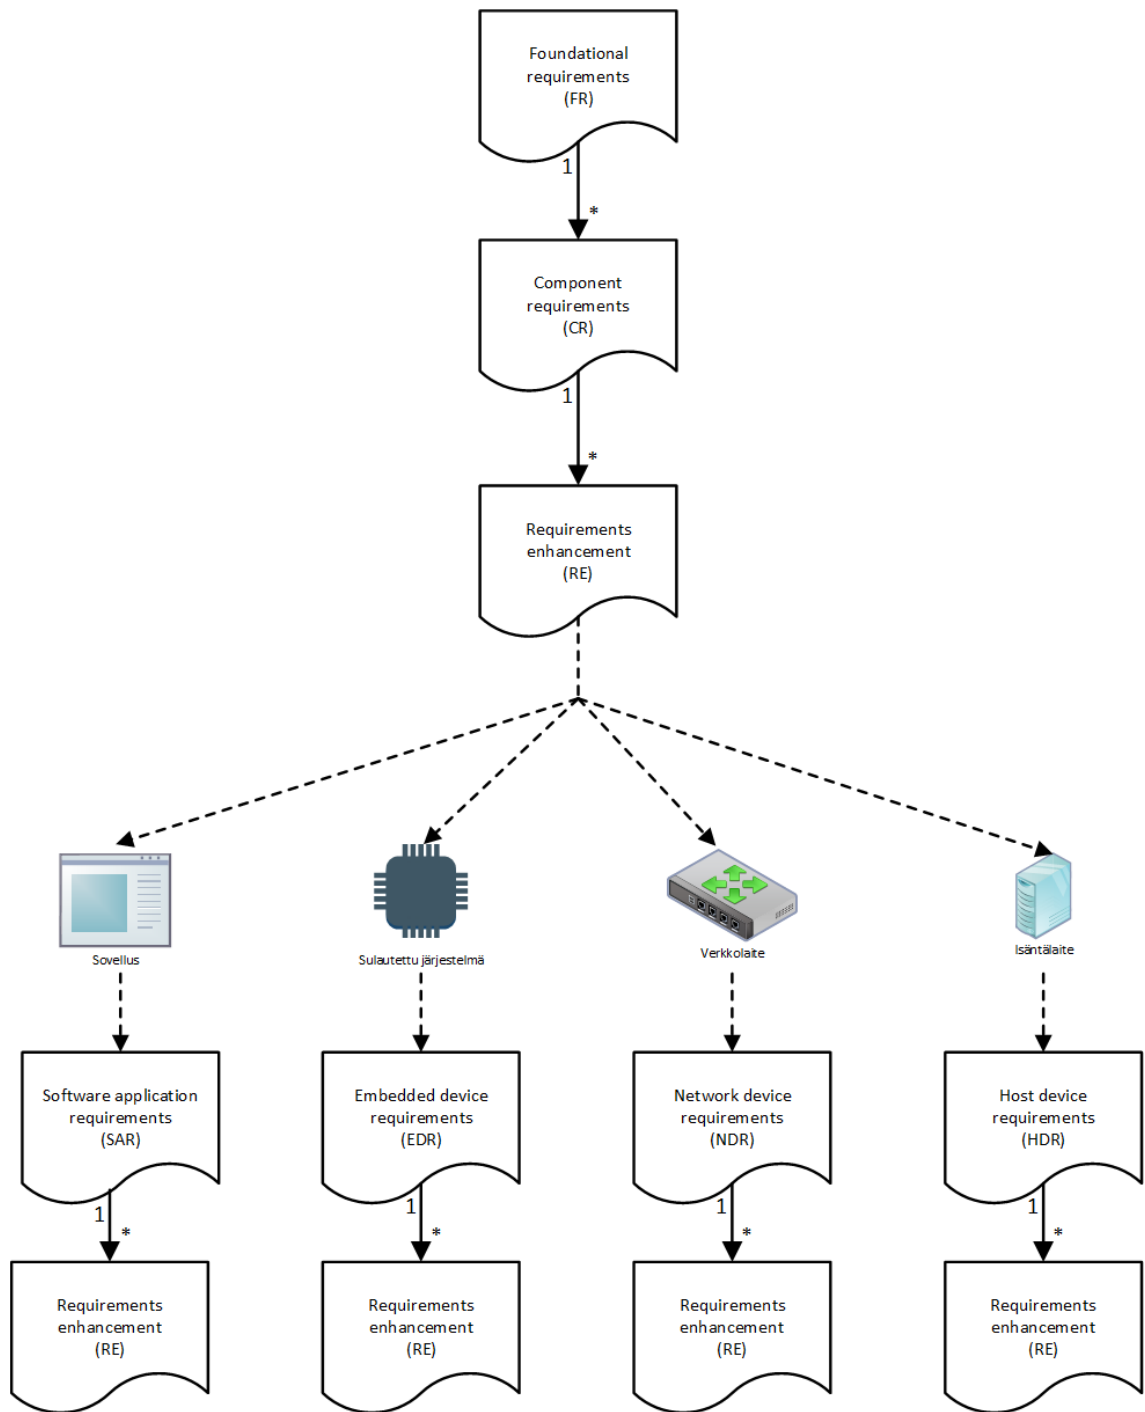 Foundational
requirements
(FR)
1
*
Component
requirements
(CR)
1
*
Requirements
enhancement
(RE)
Sovellus
Sulautettu järjestelmä
Verkkolaite
Isäntälaite
Software application
requirements
(SAR)
Embedded device
requirements
(EDR)
Network device
requirements
(NDR)
Host device
requirements
(HDR)
1
*
1
*
1
*
1
*
Requirements
enhancement
(RE)
Requirements
enhancement
(RE)
Requirements
enhancement
(RE)
Requirements
enhancement
(RE)